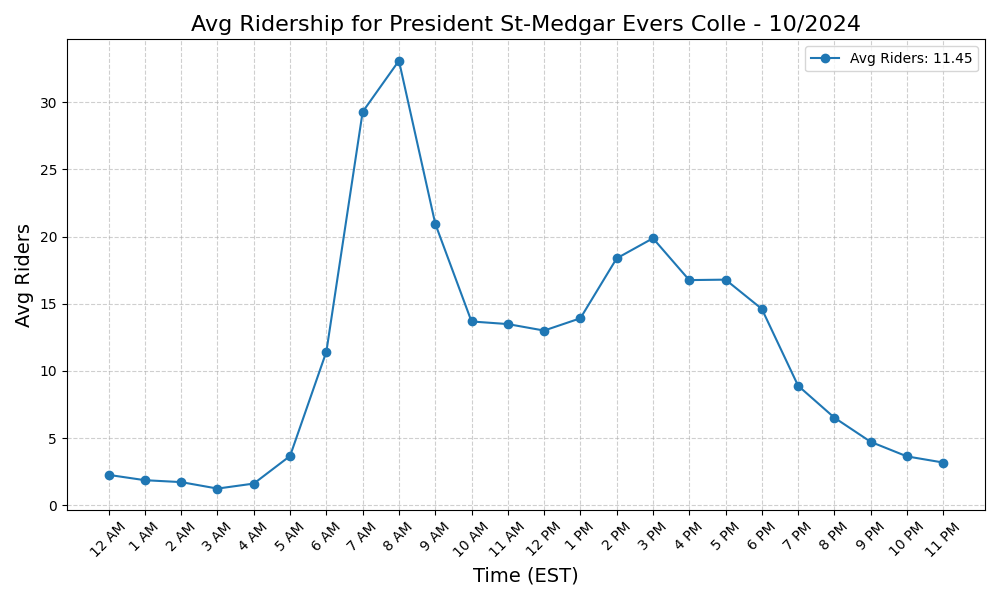 Avg Ridership for President St-Medgar Evers Colle - 10/2024
Avg Riders: 11.45
Avg Riders
30
25
20
15
10
5
0
12 AM
1 AM
2 AM
3 AM
4 AM
5 AM
6 AM
7 AM
8 AM
9 AM
10 AM
11 AM
12 PM
1 PM
2 PM
3 PM
4 PM
5 PM
6 PM
7 PM
8 PM
9 PM
10 PM
11 PM
Time (EST)